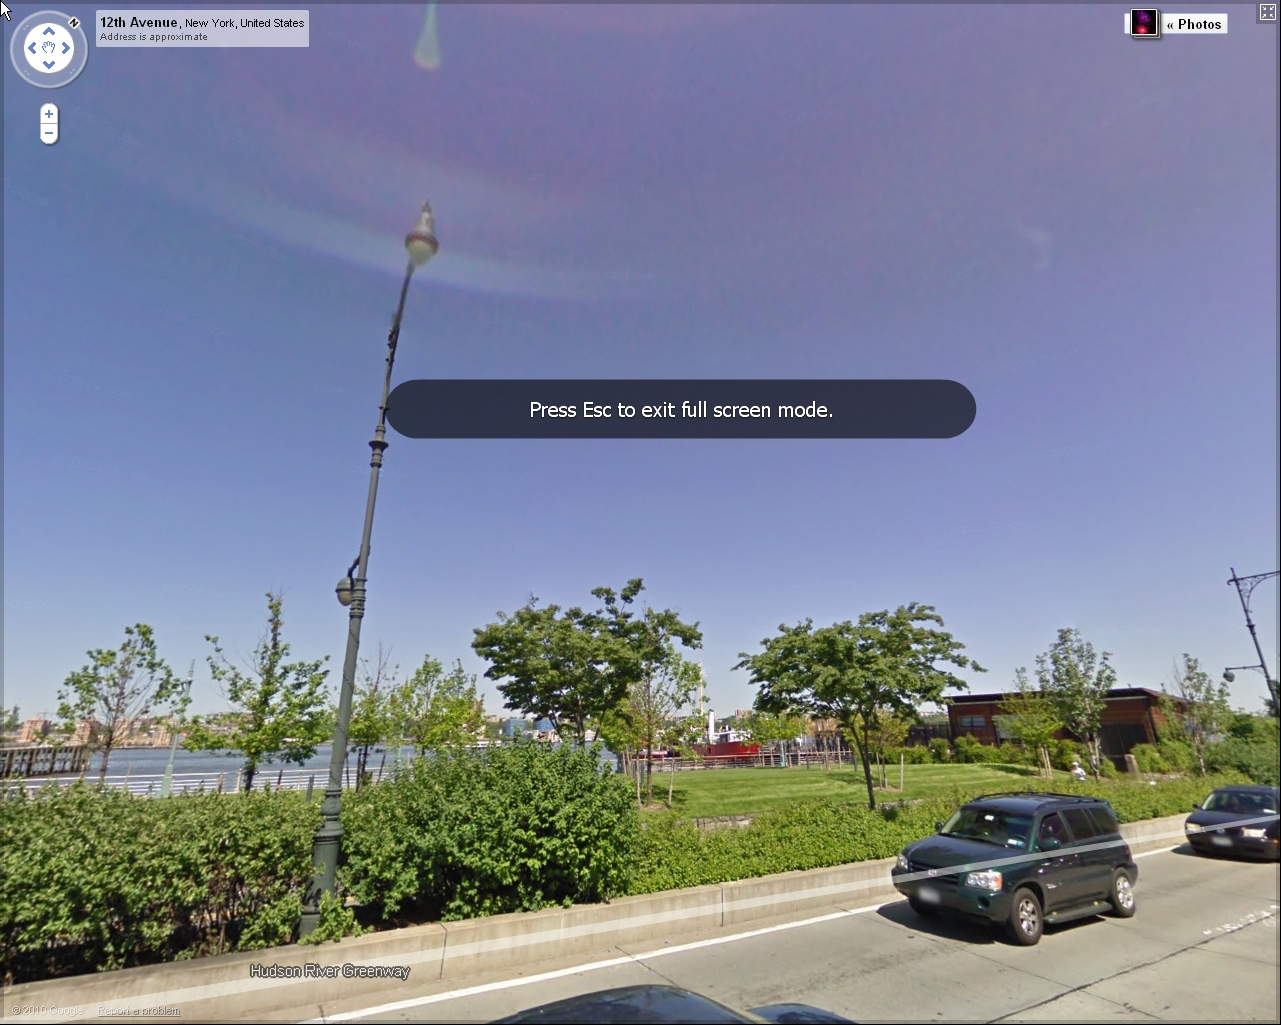 N
12th Avenue, New York, United States
Address is approximate
« Photos
Press Esc to exit full screen mode.
Hudson River Greenway
© 2010 Google Report a problem